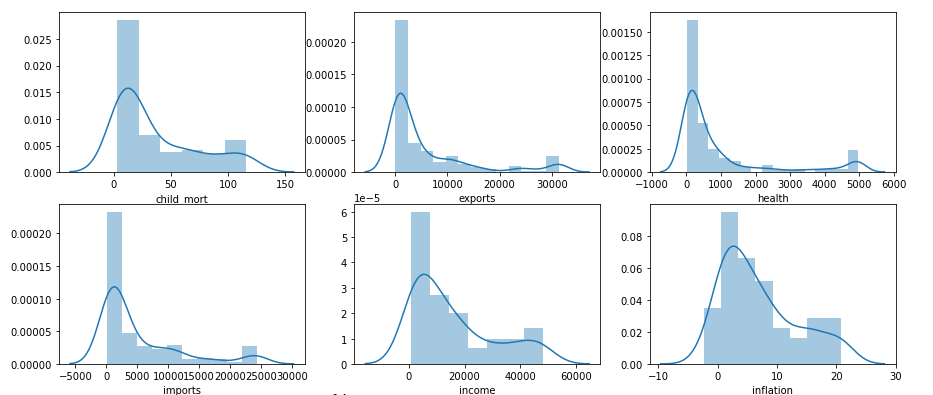 0.025
0.020
0.015
0.010
0.005
0.000
0 50 100 150
child_mort
0.00020
0.00015
0.00010
0.00005
0.00000
0 10000 20000 30000
exports
0.00150
0.00125
0.00100
0.00075
0.00050
0.00025
0.00000
−1000 0 1000 2000 3000 4000 5000 6000
health
0.00020
0.00015
0.00010
0.00005
0.00000
−5000 0 5000 10000 15000 20000 25000 30000
imports
1e−5
6
5
4
3
2
1
0
0 20000 40000 60000
income
0.08
0.06
0.04
0.02
0.00
−10 0 10 20 30
inflation